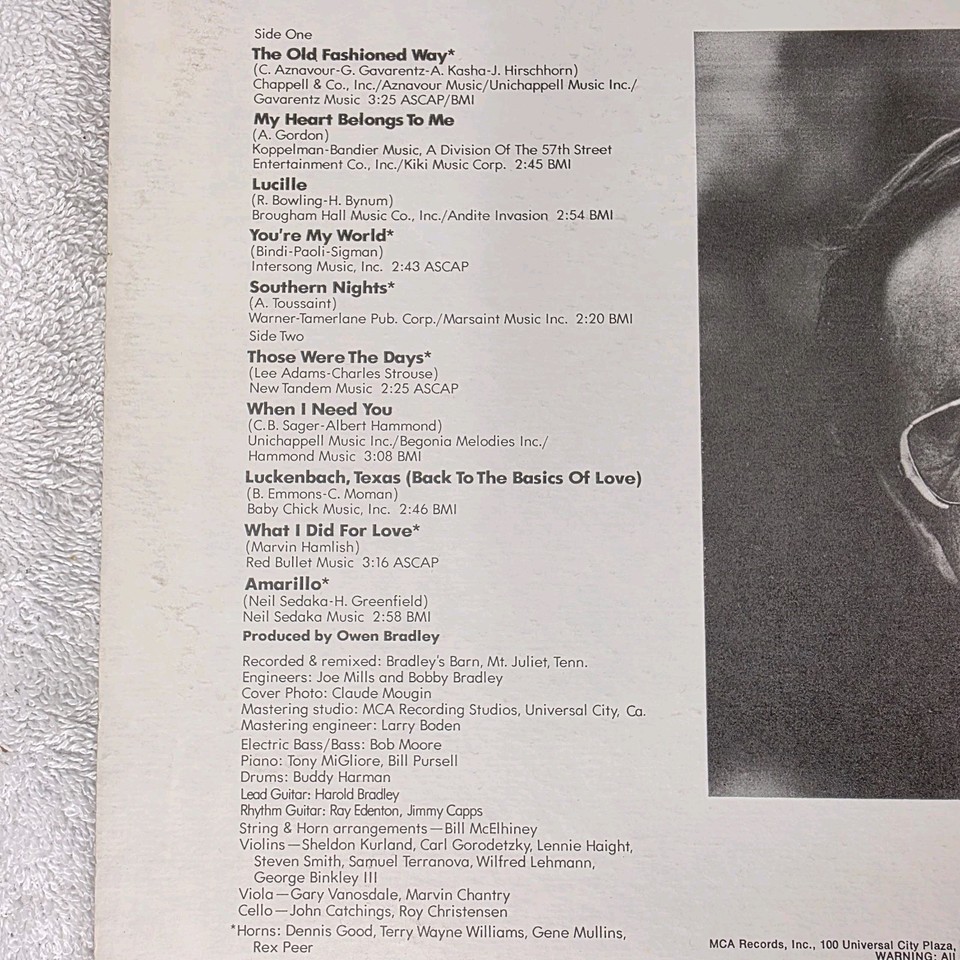 Side One
The Old Fashioned Way*
(C. Aznavour-G. Gavarentz-A. Kasha-J. Hirschhorn)
Chappell & Co., Inc./Aznavour Music/Unichappell Music Inc./
Gavarentz Music 3:25 ASCAP/BMI
My Heart Belongs To Me
(A. Gordon)
Koppelman-Bandier Music, A Division Of The 57th Street
Entertainment Co., Inc./Kiki Music Corp. 2:45 BMI
Lucille
(R. Bowling-H. Bynum)
Brougham Hall Music Co., Inc./Andite Invasion 2:54 BMI
You're My World*
(Bindi-Paoli-Sigman)
Intersong Music, Inc. 2:43 ASCAP
Southern Nights*
(A. Toussaint)
Warner-Tamerlane Pub. Corp./Marsaint Music Inc. 2:20 BMI
Side Two
Those Were The Days*
(Lee Adams-Charles Strouse)
New Tandem Music 2:25 ASCAP
When I Need You
(C.B. Sager-Albert Hammond)
Unichappell Music Inc./Begonia Melodies Inc./
Hammond Music 3:08 BMI
Luckenbach, Texas (Back To The Basics Of Love)
(B. Emmons-C. Moman)
Baby Chick Music, Inc. 2:46 BMI
What I Did For Love*
(Marvin Hamlish)
Red Bullet Music 3:16 ASCAP
Amarillo*
(Neil Sedaka-H. Greenfield)
Neil Sedaka Music 2:58 BMI
Produced by Owen Bradley
Recorded & remixed: Bradley's Barn, Mt. Juliet, Tenn.
Engineers: Joe Mills and Bobby Bradley
Cover Photo: Claude Mougin
Mastering studio: MCA Recording Studios, Universal City, Ca.
Mastering engineer: Larry Boden
Electric Bass/Bass: Bob Moore
Piano: Tony MiGliore, Bill Pursell
Drums: Buddy Harman
Lead Guitar: Harold Bradley
Rhythm Guitar: Ray Edenton, Jimmy Capps
String & Horn arrangements—Bill McElhiney
Violins—Sheldon Kurland, Carl Gorodetzky, Lennie Haight,
Steven Smith, Samuel Terranova, Wilfred Lehmann,
George Binkley III
Viola—Gary Vanosdale, Marvin Chantry
Cello—John Catchings, Roy Christensen
*Horns: Dennis Good, Terry Wayne Williams, Gene Mullins,
Rex Peer
MCA Records, Inc., 100 Universal City Plaza,
WARNING: All